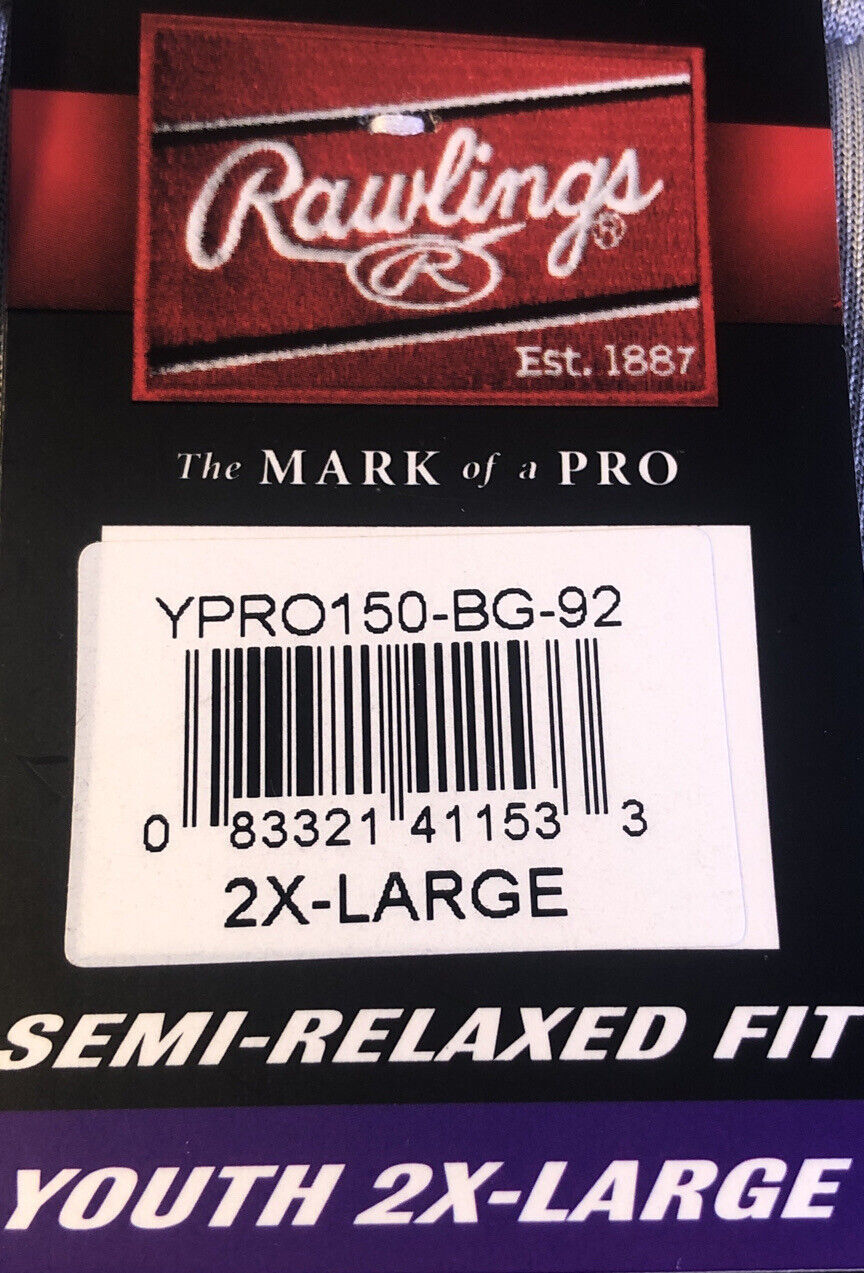 Rawlings®
R
Est. 1887
The MARK of a PRO™
YPRO150-BG-92
0 83321 41153 3
2X-LARGE
SEMI-RELAXED FIT
YOUTH 2X-LARGE